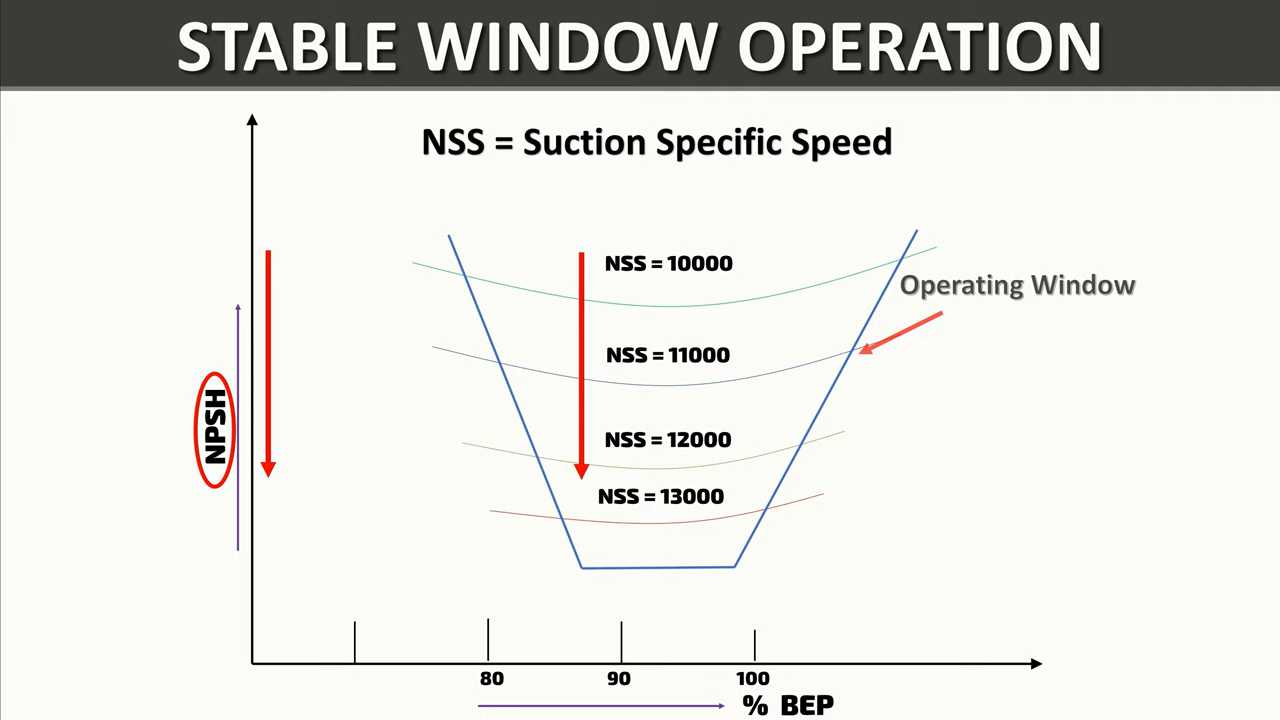 STABLE WINDOW OPERATION
NSS = Suction Specific Speed
NSS = 10000
Operating Window
NSS = 11000
NPSH
NSS = 12000
NSS = 13000
80 90 100
% BEP